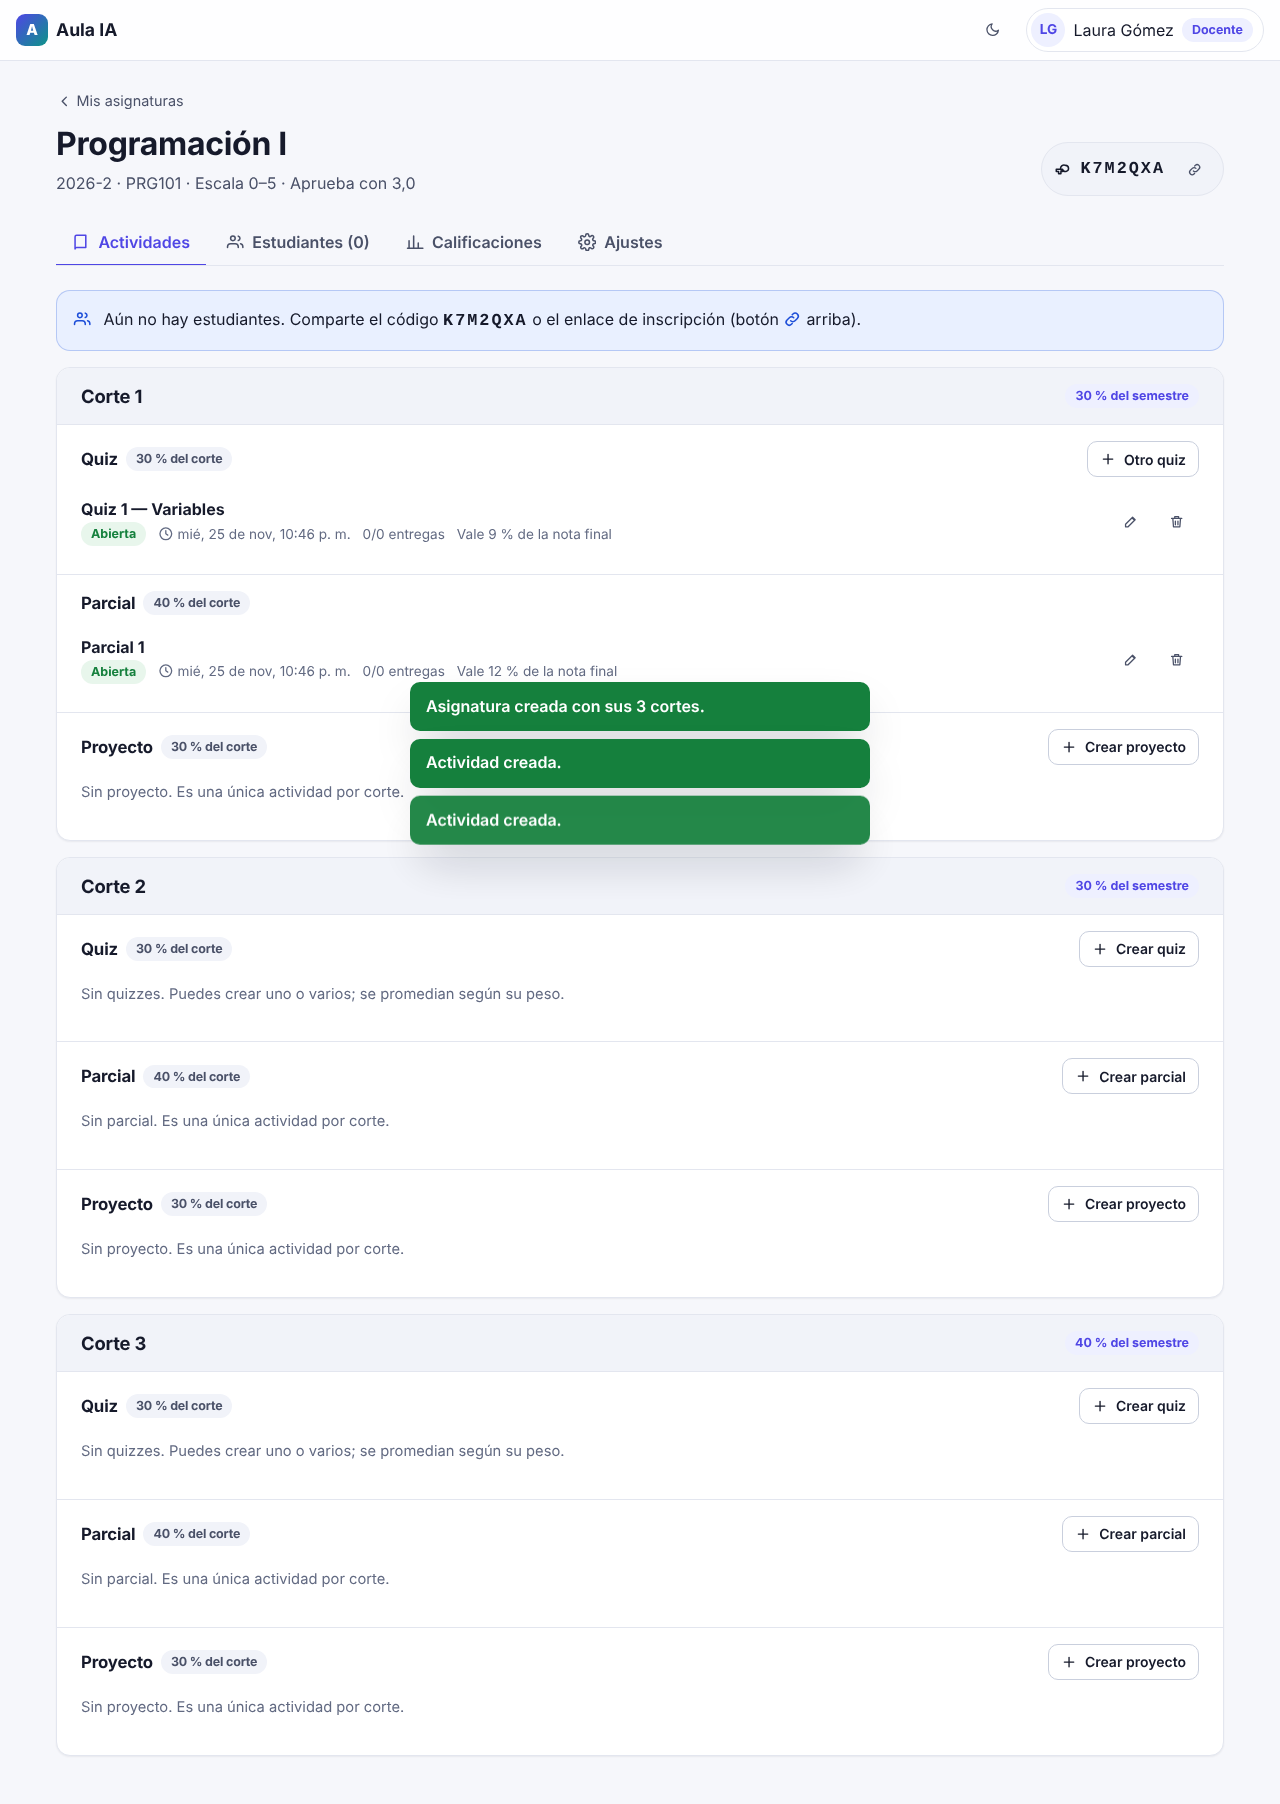 A Aula IA
LG Laura Gómez Docente
Mis asignaturas
Programación I
2026-2 · PRG101 · Escala 0–5 · Aprueba con 3,0
K7M2QXA
Actividades Estudiantes (0) Calificaciones Ajustes
Aún no hay estudiantes. Comparte el código K7M2QXA o el enlace de inscripción (botón arriba).
Corte 1 30 % del semestre
Quiz 30 % del corte + Otro quiz
Quiz 1 — Variables
Abierta mié, 25 de nov, 10:46 p. m. 0/0 entregas Vale 9 % de la nota final
Parcial 40 % del corte
Parcial 1
Abierta mié, 25 de nov, 10:46 p. m. 0/0 entregas Vale 12 % de la nota final
Asignatura creada con sus 3 cortes.
Proyecto 30 % del corte + Crear proyecto
Actividad creada.
Sin proyecto. Es una única actividad por corte.
Actividad creada.
Corte 2 30 % del semestre
Quiz 30 % del corte + Crear quiz
Sin quizzes. Puedes crear uno o varios; se promedian según su peso.
Parcial 40 % del corte + Crear parcial
Sin parcial. Es una única actividad por corte.
Proyecto 30 % del corte + Crear proyecto
Sin proyecto. Es una única actividad por corte.
Corte 3 40 % del semestre
Quiz 30 % del corte + Crear quiz
Sin quizzes. Puedes crear uno o varios; se promedian según su peso.
Parcial 40 % del corte + Crear parcial
Sin parcial. Es una única actividad por corte.
Proyecto 30 % del corte + Crear proyecto
Sin proyecto. Es una única actividad por corte.